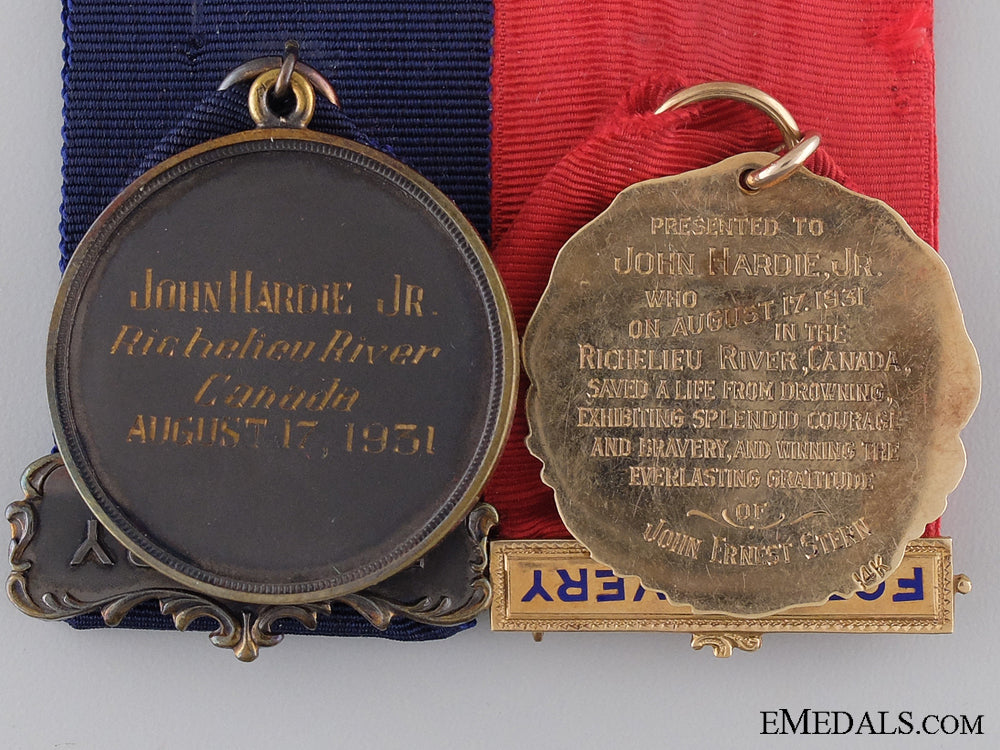 JOHN HARDIE JR.
Richelieu River
Canada
AUGUST 17, 1931
Y
PRESENTED TO
JOHN HARDIE, JR.
WHO
ON AUGUST 17. 1931
IN THE
RICHELIEU RIVER, CANADA,
SAVED A LIFE FROM DROWNING,
EXHIBITING SPLENDID COURAGE
AND BRAVERY, AND WINNING THE
EVERLASTING GRATITUDE
OF
JOHN ERNEST STERN
14K
FO VERY
EMEDALS.COM